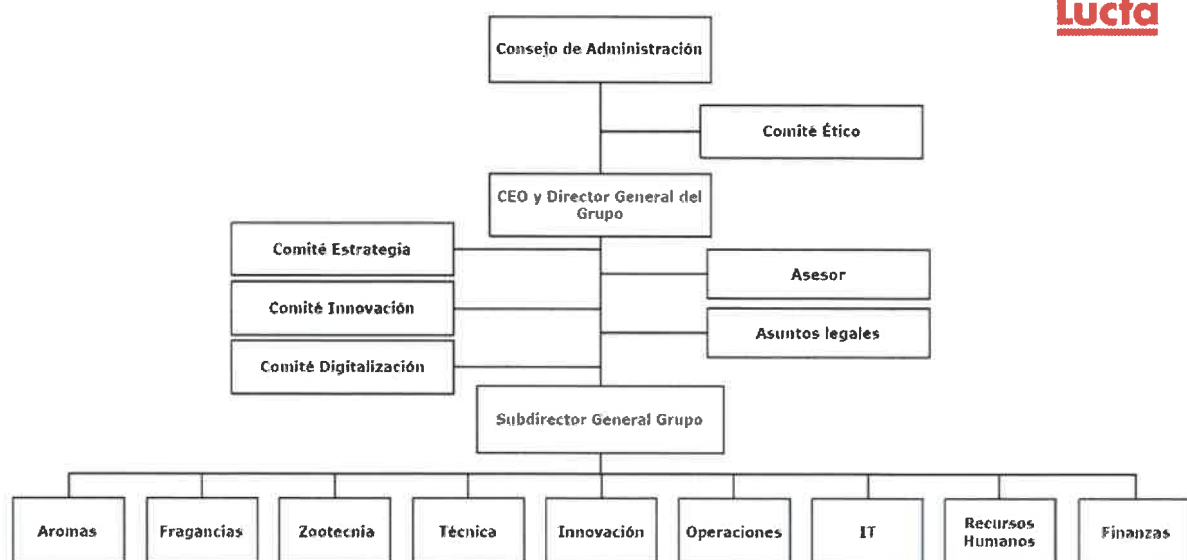 Lucta
Consejo de Administración
Comité Ético
CEO y Director General del
Grupo
Comité Estrategia
Asesor
Comité Innovación
Asuntos legales
Comité Digitalización
Subdirector General Grupo
Aromas
Fragancias
Zootecnia
Técnica
Innovación
Operaciones
IT
Recursos
Humanos
Finanzas